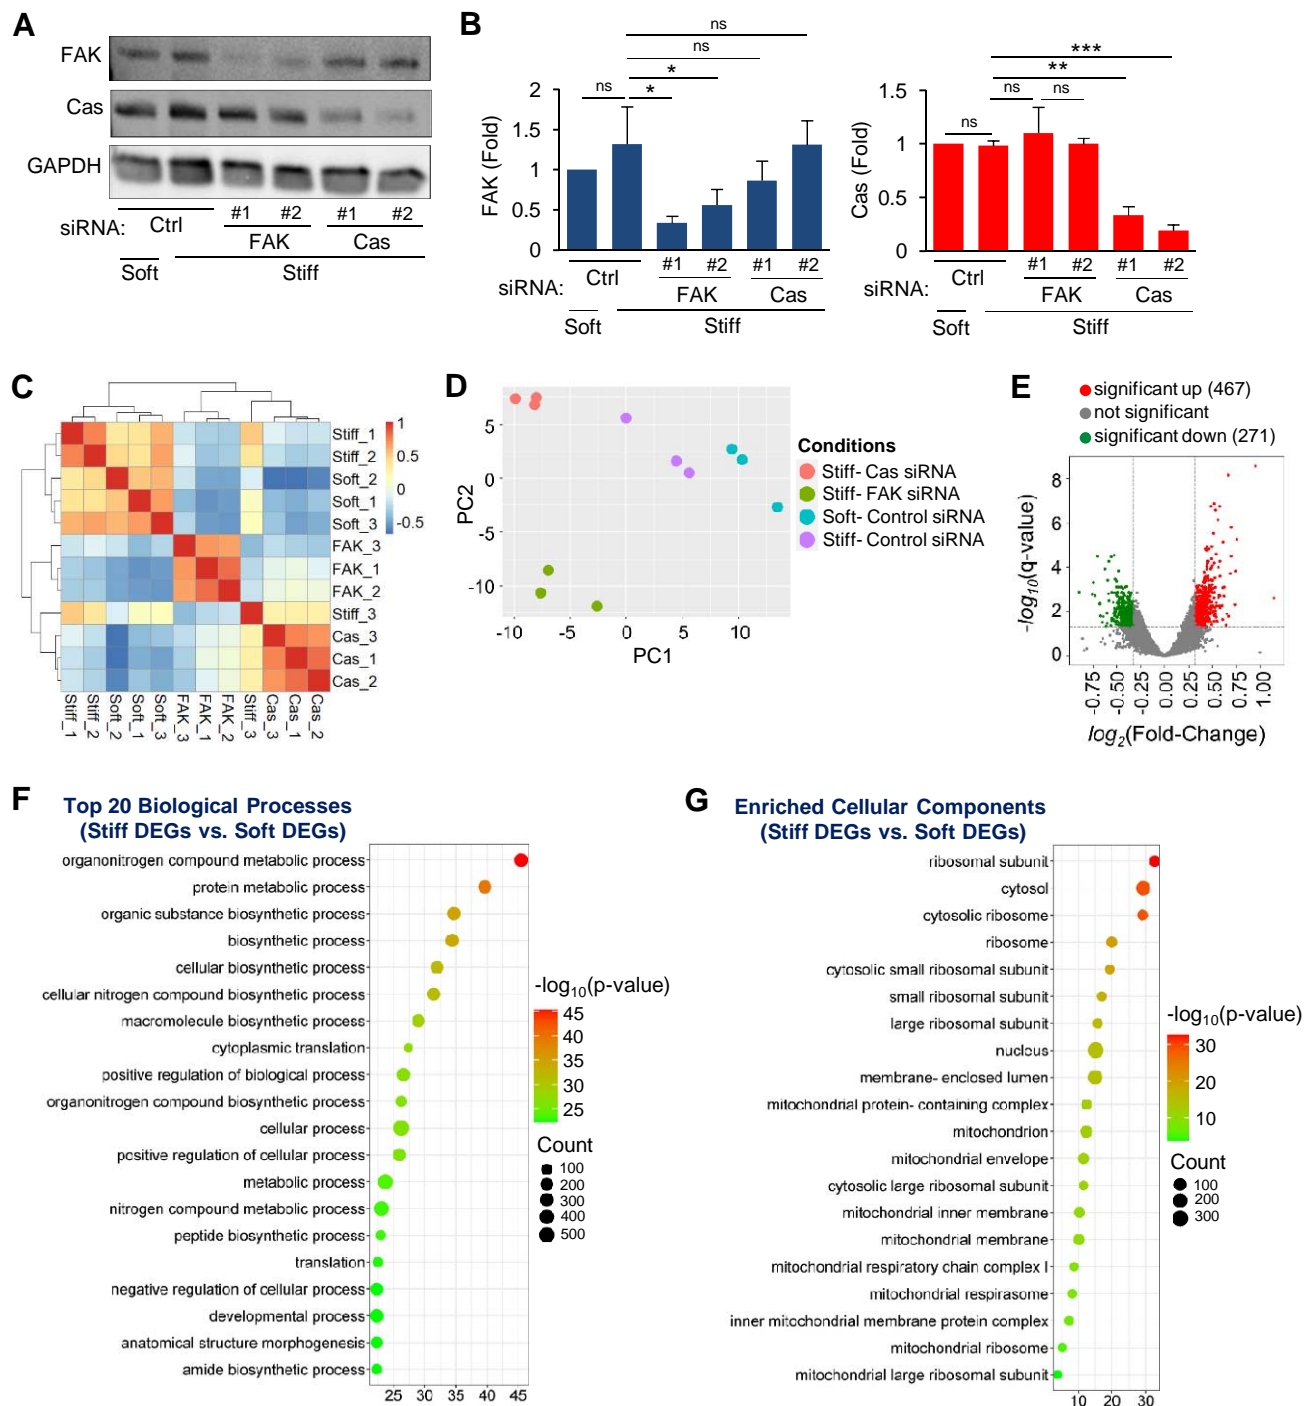 A
FAK
Cas
GAPDH
siRNA:
Ctrl
#1
#2
#1
#2
FAK
Cas
Soft
Stiff
B
ns
ns
*
*
ns
2
1.5
1
0.5
0
FAK (Fold)
siRNA:
Ctrl
#1
#2
#1
#2
FAK
Cas
Soft
Stiff
***
**
ns
ns
ns
1.5
1
0.5
0
Cas (Fold)
siRNA:
Ctrl
#1
#2
#1
#2
FAK
Cas
Soft
Stiff
C
1
0.5
0
-0.5
Stiff_1
Stiff_2
Soft_2
Soft_1
Soft_3
FAK_3
FAK_1
FAK_2
Stiff_3
Cas_3
Cas_1
Cas_2
Stiff_1
Stiff_2
Soft_2
Soft_1
Soft_3
FAK_3
FAK_1
FAK_2
Stiff_3
Cas_3
Cas_1
Cas_2
D
5
0
-5
-10
PC2
-10
-5
0
5
10
PC1
Conditions
Stiff- Cas siRNA
Stiff- FAK siRNA
Soft- Control siRNA
Stiff- Control siRNA
E
significant up (467)
not significant
significant down (271)
8
6
4
2
0
-log10(q-value)
-0.75
-0.50
-0.25
0.00
0.25
0.50
0.75
1.00
log2(Fold-Change)
F
Top 20 Biological Processes
(Stiff DEGs vs. Soft DEGs)
organonitrogen compound metabolic process
protein metabolic process
organic substance biosynthetic process
biosynthetic process
cellular biosynthetic process
cellular nitrogen compound biosynthetic process
macromolecule biosynthetic process
cytoplasmic translation
positive regulation of biological process
organonitrogen compound biosynthetic process
cellular process
positive regulation of cellular process
metabolic process
nitrogen compound metabolic process
peptide biosynthetic process
translation
negative regulation of cellular process
developmental process
anatomical structure morphogenesis
amide biosynthetic process
25
30
35
40
45
-log10(p-value)
45
40
35
30
25
Count
100
200
300
400
500
G
Enriched Cellular Components
(Stiff DEGs vs. Soft DEGs)
ribosomal subunit
cytosol
cytosolic ribosome
ribosome
cytosolic small ribosomal subunit
small ribosomal subunit
large ribosomal subunit
nucleus
membrane- enclosed lumen
mitochondrial protein- containing complex
mitochondrion
mitochondrial envelope
cytosolic large ribosomal subunit
mitochondrial inner membrane
mitochondrial membrane
mitochondrial respiratory chain complex I
mitochondrial respirasome
inner mitochondrial membrane protein complex
mitochondrial ribosome
mitochondrial large ribosomal subunit
10
20
30
-log10(p-value)
30
20
10
Count
100
200
300